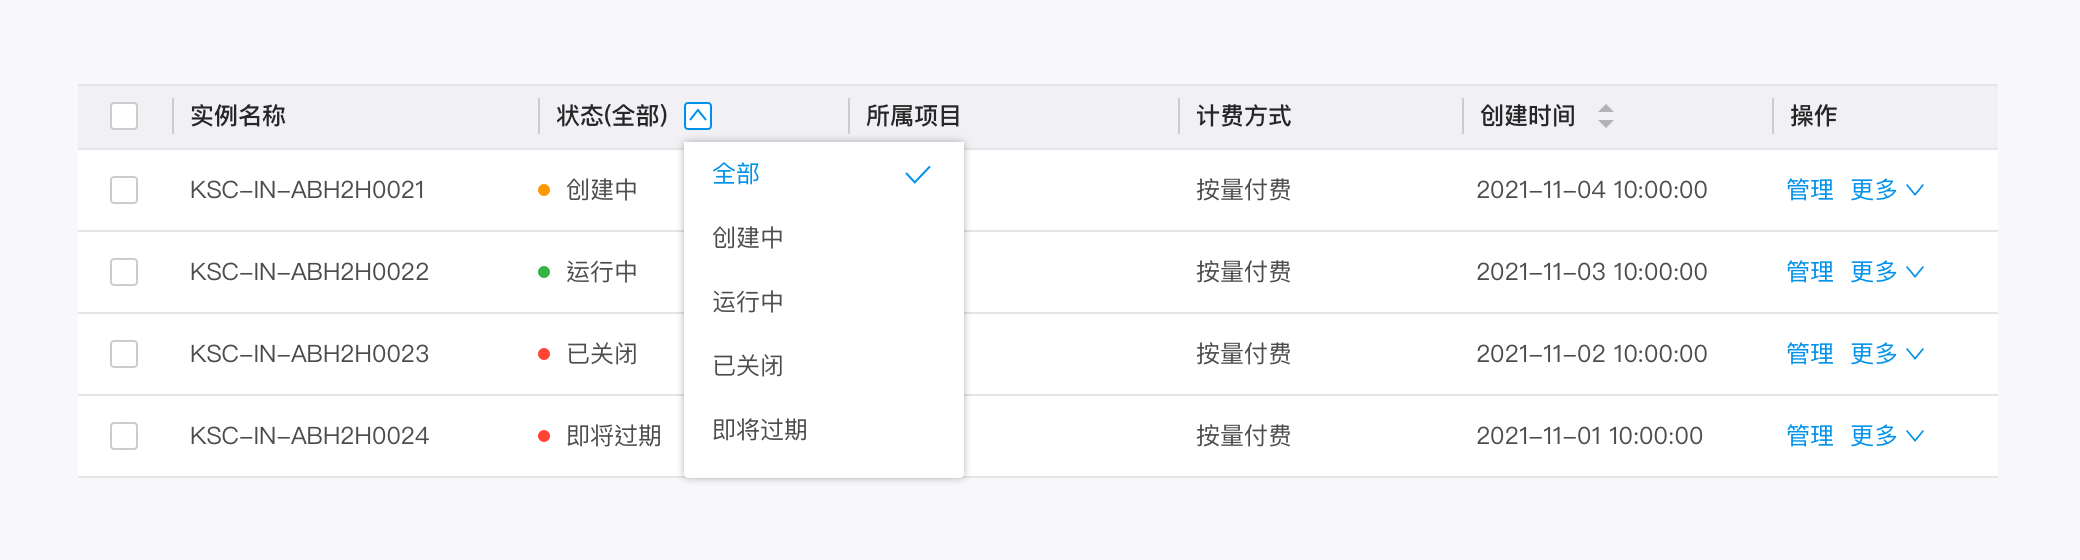 实例名称 状态(全部) 所属项目 计费方式 创建时间 操作
全部
KSC-IN-ABH2H0021 创建中 按量付费 2021-11-04 10:00:00 管理 更多
创建中
KSC-IN-ABH2H0022 运行中 按量付费 2021-11-03 10:00:00 管理 更多
运行中
KSC-IN-ABH2H0023 已关闭 按量付费 2021-11-02 10:00:00 管理 更多
已关闭
KSC-IN-ABH2H0024 即将过期 按量付费 2021-11-01 10:00:00 管理 更多
即将过期